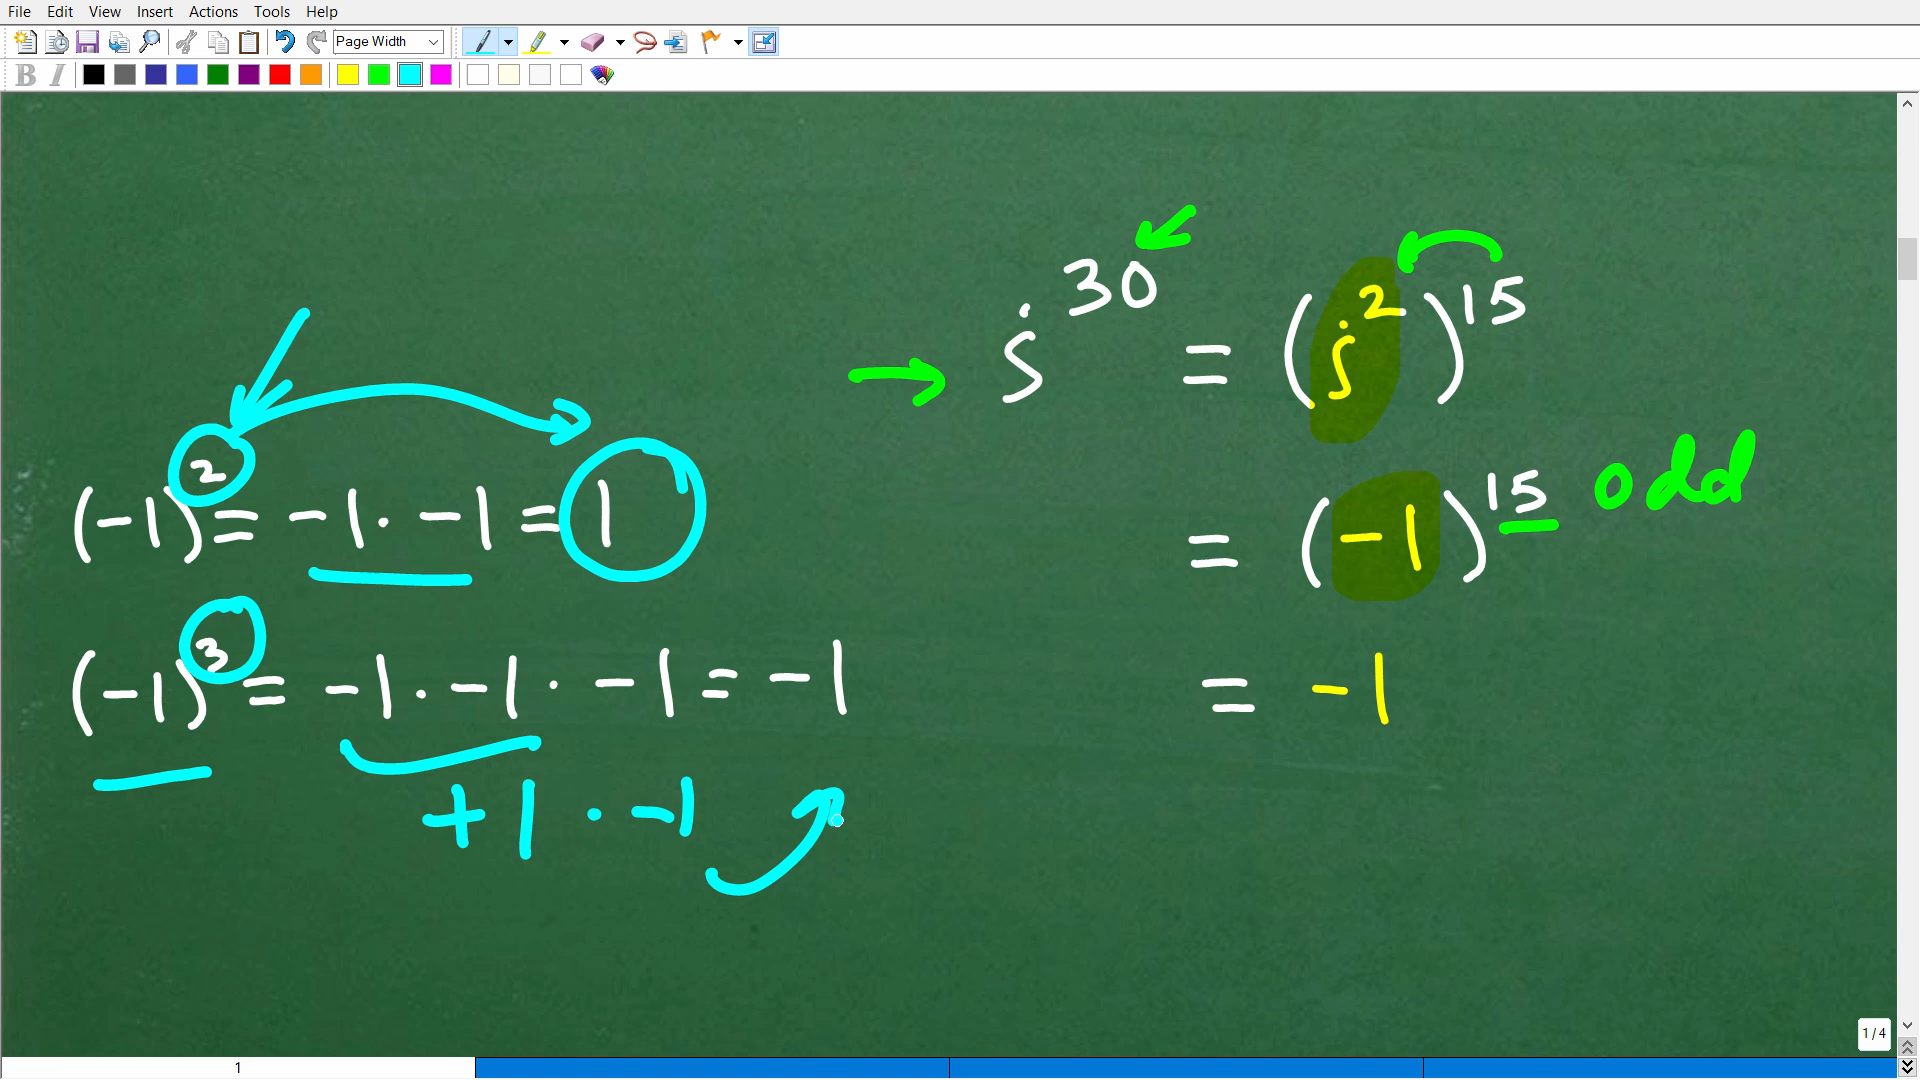 File Edit View Insert Actions Tools Help
Page Width
B I
i³⁰ = (i²)¹⁵
= (-1)¹⁵ odd
= -1
(-1)² = -1 · -1 = 1
(-1)³ = -1 · -1 · -1 = -1
+1 · -1
1 / 4
1